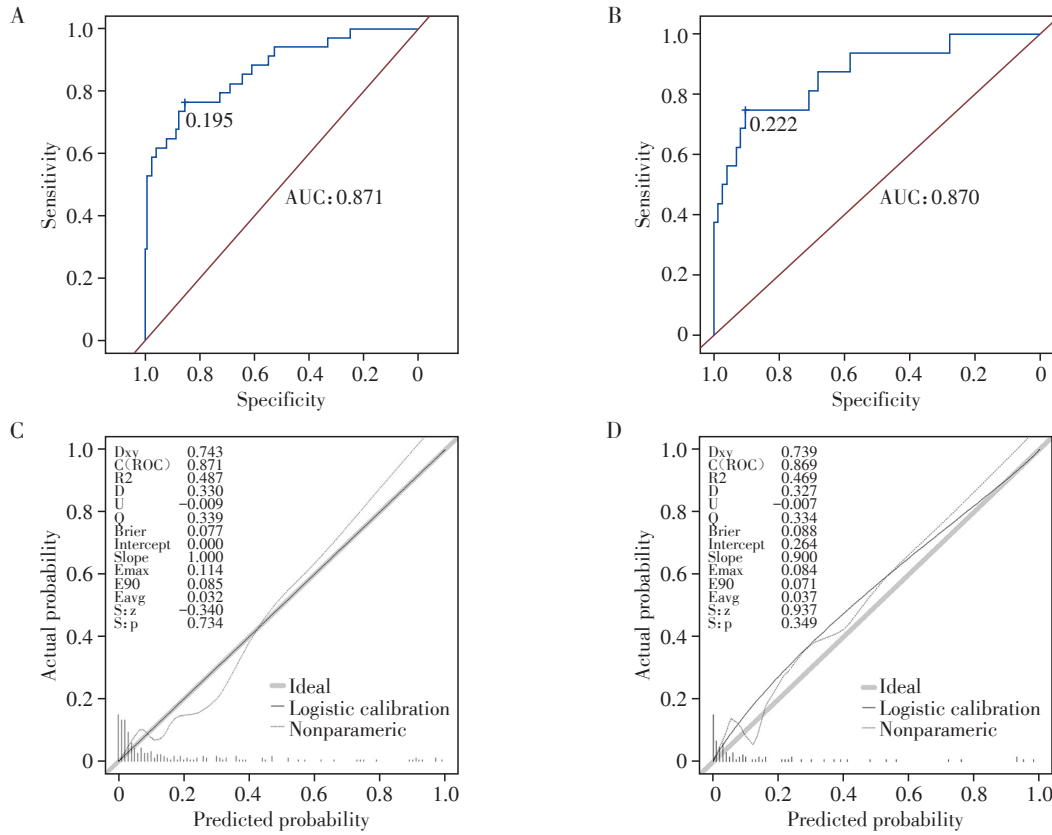 A
1.0
0.8
0.6
0.4
0.2
0
Sensitivity
0.195
AUC:0.871
1.0 0.8 0.6 0.4 0.2 0
Specificity
B
1.0
0.8
0.6
0.4
0.2
0
Sensitivity
0.222
AUC:0.870
1.0 0.8 0.6 0.4 0.2 0
Specificity
C
1.0
0.8
0.6
0.4
0.2
0
Actual probability
Dxy 0.743
C(ROC) 0.871
R2 0.487
D 0.330
U -0.009
Q 0.339
Brier 0.077
Intercept 0.000
Slope 1.000
Emax 0.114
E90 0.085
Eavg 0.032
S:z -0.340
S:p 0.734
Ideal
Logistic calibration
Nonparameric
0 0.2 0.4 0.6 0.8 1.0
Predicted probability
D
1.0
0.8
0.6
0.4
0.2
0
Actual probability
Dxy 0.739
C(ROC) 0.869
R2 0.469
D 0.327
U -0.007
Q 0.334
Brier 0.088
Intercept 0.264
Slope 0.900
Emax 0.084
E90 0.071
Eavg 0.037
S:z 0.937
S:p 0.349
Ideal
Logistic calibration
Nonparameric
0 0.2 0.4 0.6 0.8 1.0
Predicted probability